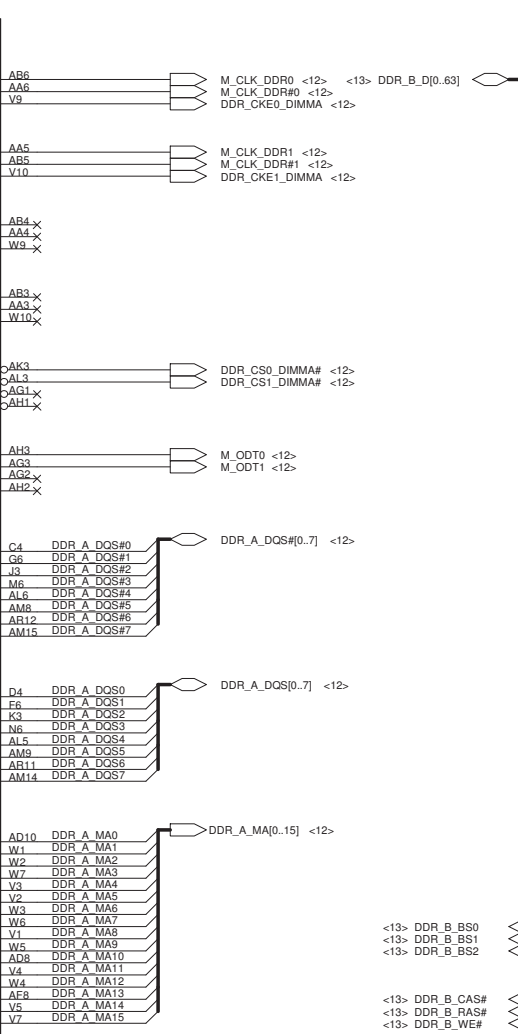 AB6 M_CLK_DDR0 <12> <13> DDR_B_D[0..63]
AA6 M_CLK_DDR#0 <12>
V9 DDR_CKE0_DIMMA <12>
AA5 M_CLK_DDR1 <12>
AB5 M_CLK_DDR#1 <12>
V10 DDR_CKE1_DIMMA <12>
AB4
AA4
W9
AB3
AA3
W10
AK3 DDR_CS0_DIMMA# <12>
AL3 DDR_CS1_DIMMA# <12>
AG1
AH1
AH3 M_ODT0 <12>
AG3 M_ODT1 <12>
AG2
AH2
DDR_A_DQS#[0..7] <12>
C4 DDR_A_DQS#0
G6 DDR_A_DQS#1
J3 DDR_A_DQS#2
M6 DDR_A_DQS#3
AL6 DDR_A_DQS#4
AM8 DDR_A_DQS#5
AR12 DDR_A_DQS#6
AM15 DDR_A_DQS#7
DDR_A_DQS[0..7] <12>
D4 DDR_A_DQS0
F6 DDR_A_DQS1
K3 DDR_A_DQS2
N6 DDR_A_DQS3
AL5 DDR_A_DQS4
AM9 DDR_A_DQS5
AR11 DDR_A_DQS6
AM14 DDR_A_DQS7
DDR_A_MA[0..15] <12>
AD10 DDR_A_MA0
W1 DDR_A_MA1
W2 DDR_A_MA2
W7 DDR_A_MA3
V3 DDR_A_MA4
V2 DDR_A_MA5
W3 DDR_A_MA6
W6 DDR_A_MA7
V1 DDR_A_MA8
W5 DDR_A_MA9
AD8 DDR_A_MA10
V4 DDR_A_MA11
W4 DDR_A_MA12
AF8 DDR_A_MA13
V5 DDR_A_MA14
V7 DDR_A_MA15
<13> DDR_B_BS0
<13> DDR_B_BS1
<13> DDR_B_BS2
<13> DDR_B_CAS#
<13> DDR_B_RAS#
<13> DDR_B_WE#